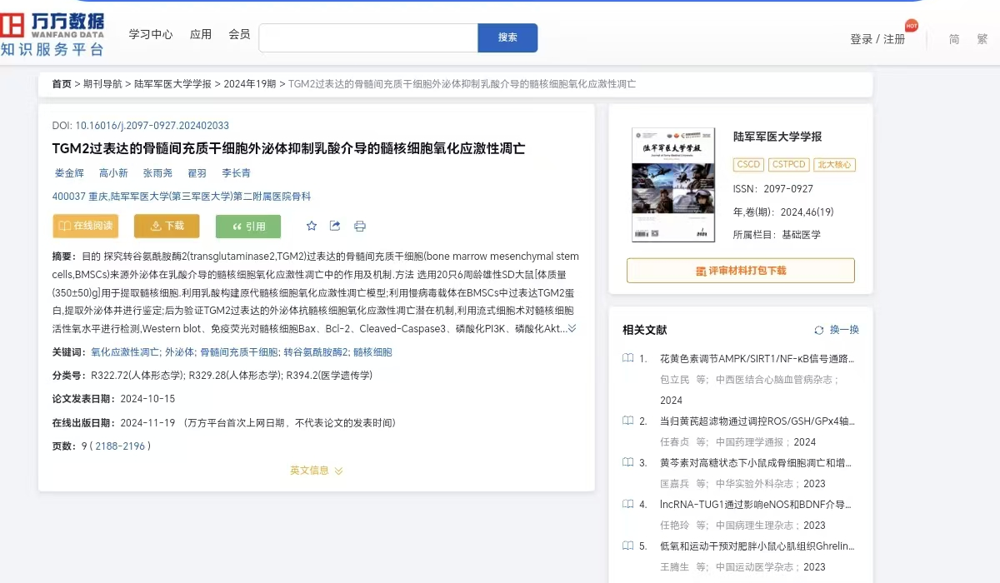 万方数据
WANFANG DATA
知识服务平台
学习中心 应用 会员
搜索
登录 / 注册
HOT
简 繁
首页 > 期刊导航 > 陆军军医大学学报 > 2024年19期 > TGM2过表达的骨髓间充质干细胞外泌体抑制乳酸介导的髓核细胞氧化应激性凋亡
DOI: 10.16016/j.2097-0927.202402033
TGM2过表达的骨髓间充质干细胞外泌体抑制乳酸介导的髓核细胞氧化应激性凋亡
娄金辉 高小新 张雨尧 翟羽 李长青
400037 重庆,陆军军医大学(第三军医大学)第二附属医院骨科
在线阅读 下载 引用
摘要：目的 探究转谷氨酰胺酶2(transglutaminase2,TGM2)过表达的骨髓间充质干细胞(bone marrow mesenchymal stem
cells,BMSCs)来源外泌体在乳酸介导的髓核细胞氧化应激性凋亡中的作用及机制.方法 选用20只6周龄雄性SD大鼠[体质量
(350±50)g]用于提取髓核细胞.利用乳酸构建原代髓核细胞氧化应激性凋亡模型;利用慢病毒载体在BMSCs中过表达TGM2蛋
白,提取外泌体并进行鉴定;后为验证TGM2过表达的外泌体抗髓核细胞氧化应激性凋亡潜在机制,利用流式细胞术对髓核细胞
活性氧水平进行检测,Western blot、免疫荧光对髓核细胞Bax、Bcl-2、Cleaved-Caspase3、磷酸化PI3K、磷酸化Akt...
关键词：氧化应激性凋亡; 外泌体; 骨髓间充质干细胞; 转谷氨酰胺酶2; 髓核细胞
分类号：R322.72(人体形态学); R329.28(人体形态学); R394.2(医学遗传学)
论文发表日期：2024-10-15
在线出版日期：2024-11-19 （万方平台首次上网日期，不代表论文的发表时间）
页数：9 ( 2188-2196 )
英文信息
陆军军医大学学报
陆军军医大学学报
CSCD CSTPCD 北大核心
ISSN：2097-0927
年,卷(期)：2024,46(19)
所属栏目：基础医学
评审材料打包下载
相关文献 换一换
1. 花黄色素调节AMPK/SIRT1/NF-κB信号通路...
包立民 等; 中西医结合心脑血管病杂志 ;
2024
2. 当归黄芪超滤物通过调控ROS/GSH/GPx4轴...
任春贞 等; 中国药理学通报 ; 2024
3. 黄芩素对高糖状态下小鼠成骨细胞凋亡和增...
匡嘉兵 等; 中华实验外科杂志 ; 2023
4. lncRNA-TUG1通过影响eNOS和BDNF介导...
任艳玲 等; 中国病理生理杂志 ; 2023
5. 低氧和运动干预对肥胖小鼠心肌组织Ghrelin...
王腾生 等; 中国运动医学杂志 ; 2023